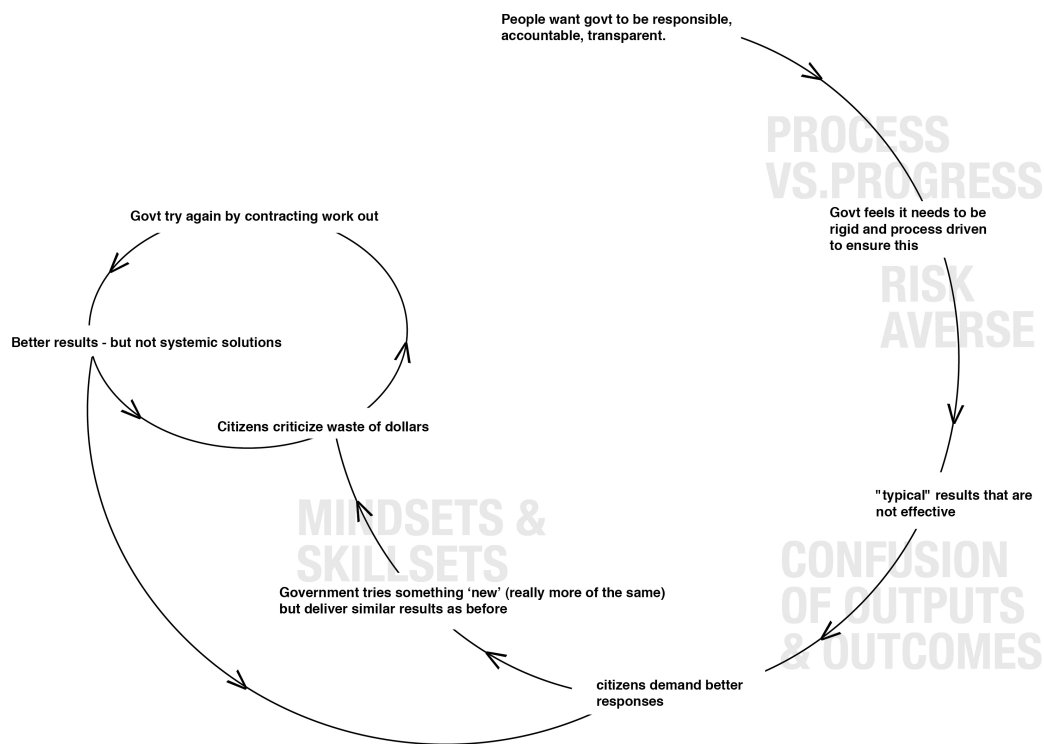 People want govt to be responsible,
accountable, transparent.
PROCESS
VS.PROGRESS
Govt feels it needs to be
rigid and process driven
to ensure this
RISK
AVERSE
"typical" results that are
not effective
CONFUSION
OF OUTPUTS
& OUTCOMES
citizens demand better
responses
Government tries something ‘new’ (really more of the same)
but deliver similar results as before
MINDSETS &
SKILLSETS
Citizens criticize waste of dollars
Govt try again by contracting work out
Better results - but not systemic solutions